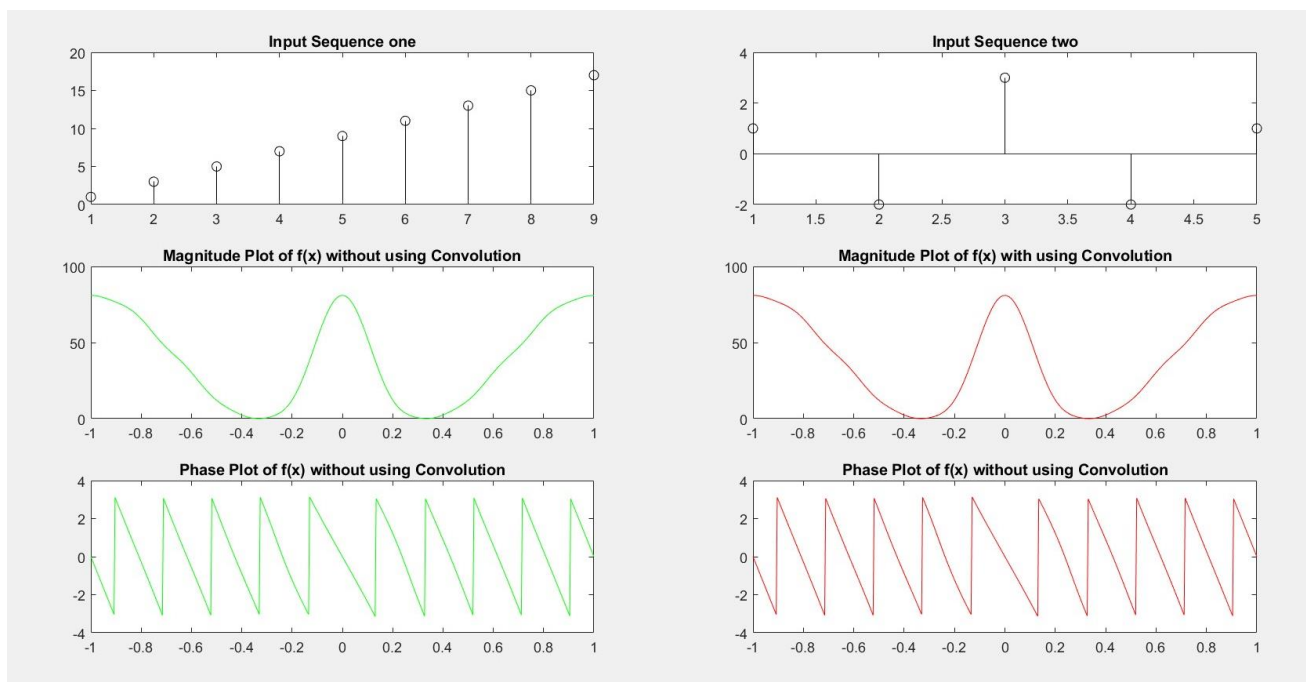 Input Sequence one
20
15
10
5
0
1 2 3 4 5 6 7 8 9
Input Sequence two
4
2
0
-2
1 1.5 2 2.5 3 3.5 4 4.5 5
Magnitude Plot of f(x) without using Convolution
100
50
0
-1 -0.8 -0.6 -0.4 -0.2 0 0.2 0.4 0.6 0.8 1
Magnitude Plot of f(x) with using Convolution
100
50
0
-1 -0.8 -0.6 -0.4 -0.2 0 0.2 0.4 0.6 0.8 1
Phase Plot of f(x) without using Convolution
4
2
0
-2
-4
-1 -0.8 -0.6 -0.4 -0.2 0 0.2 0.4 0.6 0.8 1
Phase Plot of f(x) without using Convolution
4
2
0
-2
-4
-1 -0.8 -0.6 -0.4 -0.2 0 0.2 0.4 0.6 0.8 1